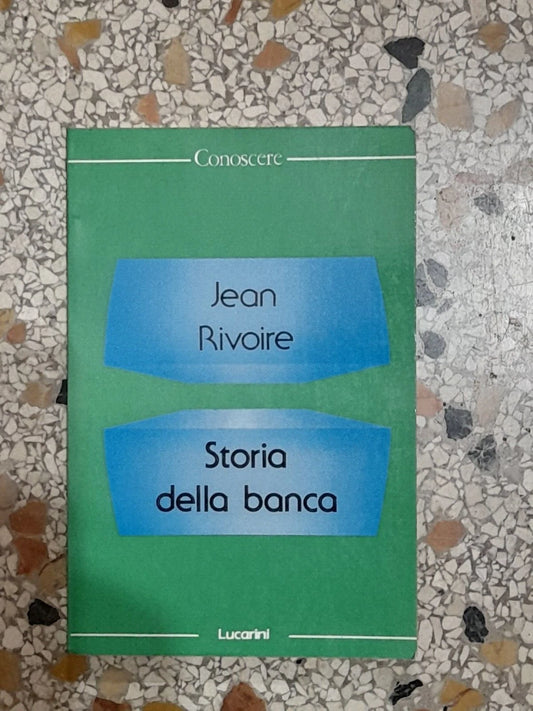 Conoscere
Jean
Rivoire
Storia
della banca
Lucarini